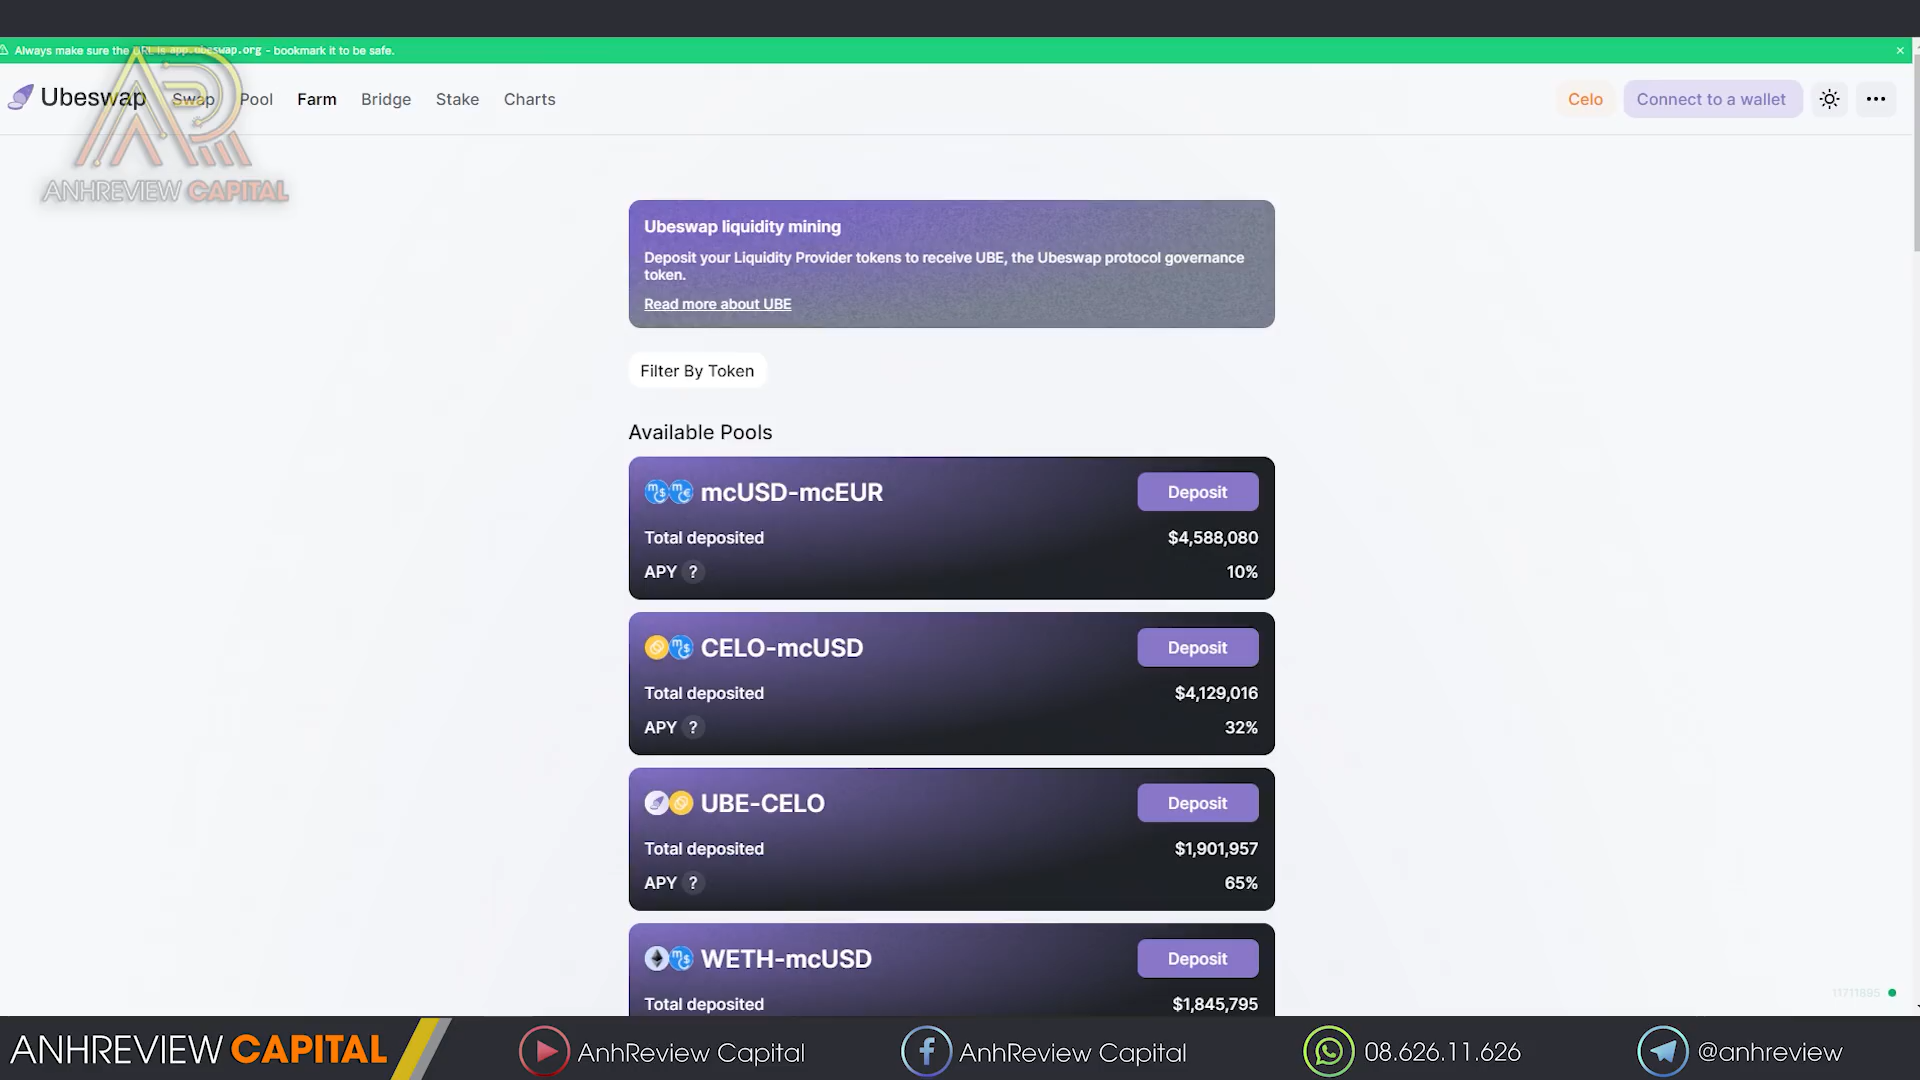 Always make sure the URL is app.ubeswap.org - bookmark it to be safe.
Ubeswap Swap Pool Farm Bridge Stake Charts Celo Connect to a wallet
ANHREVIEW CAPITAL
Ubeswap liquidity mining
Deposit your Liquidity Provider tokens to receive UBE, the Ubeswap protocol governance
token.
Read more about UBE
Filter By Token
Available Pools
mcUSD-mcEUR Deposit
Total deposited $4,588,080
APY ? 10%
CELO-mcUSD Deposit
Total deposited $4,129,016
APY ? 32%
UBE-CELO Deposit
Total deposited $1,901,957
APY ? 65%
WETH-mcUSD Deposit
Total deposited $1,845,795
11711895
ANHREVIEW CAPITAL AnhReview Capital AnhReview Capital 08.626.11.626 @anhreview